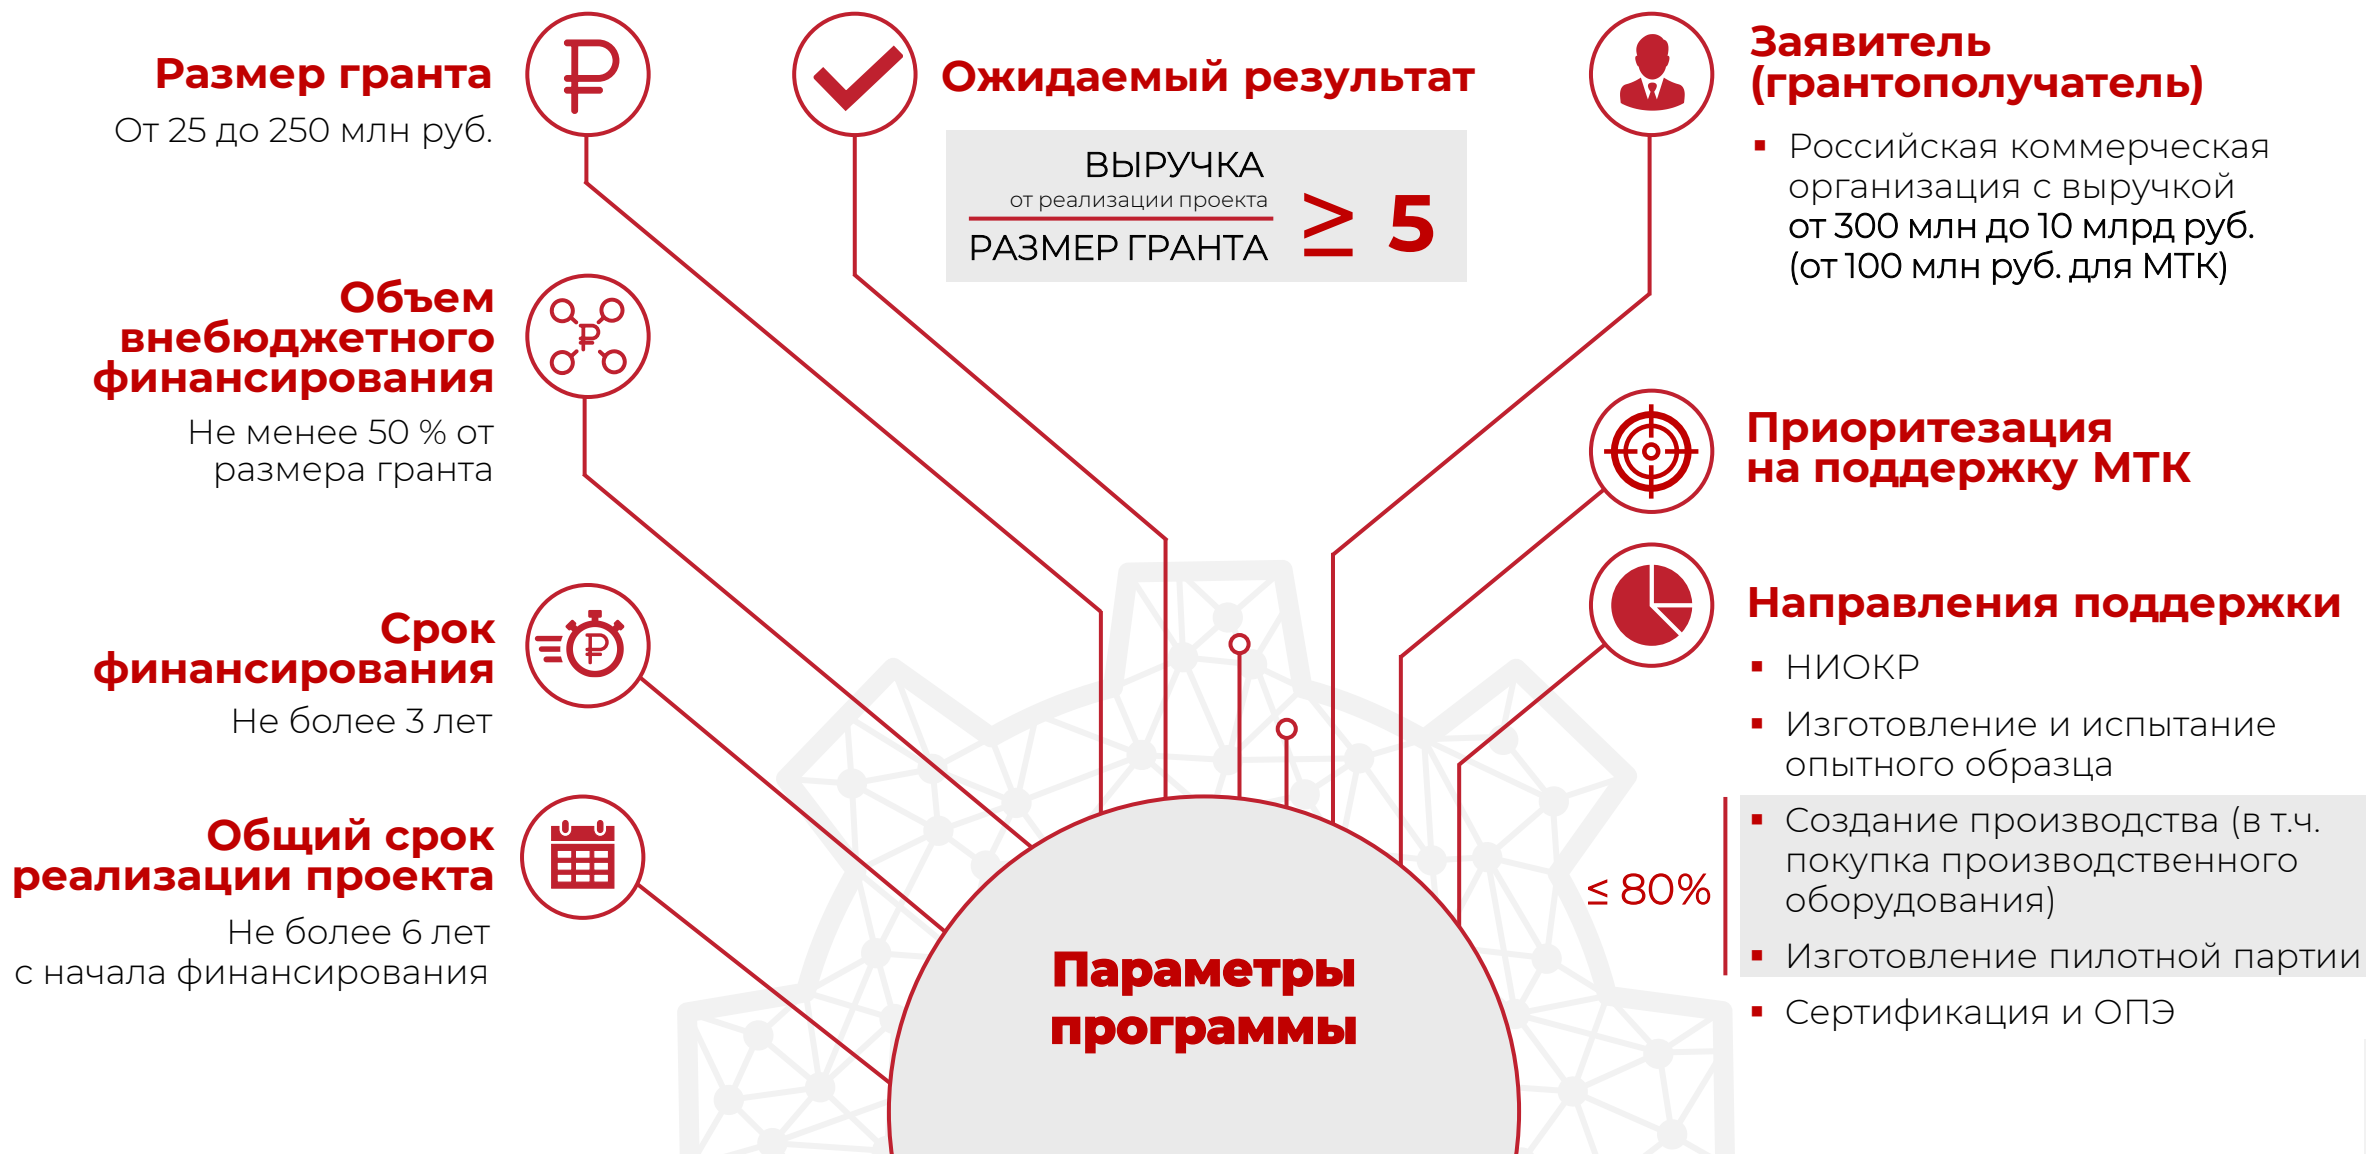 Размер гранта
От 25 до 250 млн руб.
Объем
внебюджетного
финансирования
Не менее 50 % от
размера гранта
Срок
финансирования
Не более 3 лет
Общий срок
реализации проекта
Не более 6 лет
с начала финансирования
Ожидаемый результат
ВЫРУЧКА
от реализации проекта
РАЗМЕР ГРАНТА
≥ 5
Заявитель
(грантополучатель)
▪ Российская коммерческая
организация с выручкой
от 300 млн до 10 млрд руб.
(от 100 млн руб. для МТК)
Приоритезация
на поддержку МТК
Направления поддержки
▪ НИОКР
▪ Изготовление и испытание
опытного образца
▪ Создание производства (в т.ч.
покупка производственного
оборудования)
▪ Изготовление пилотной партии
≤ 80%
▪ Сертификация и ОПЭ
Параметры
программы